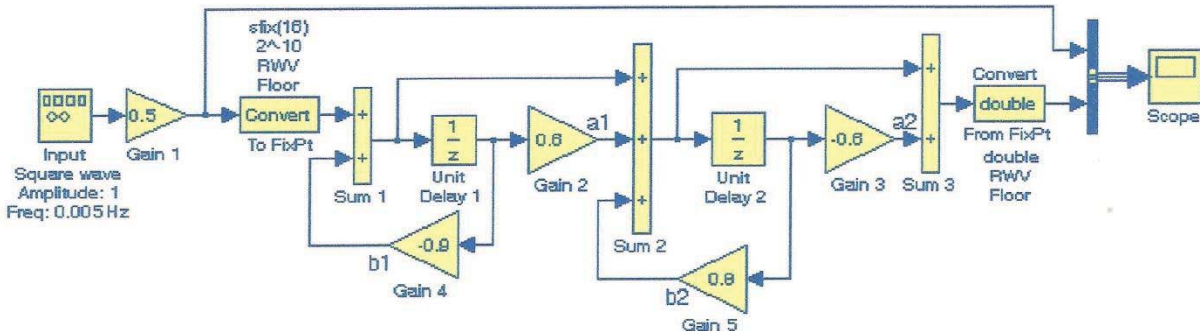 sfix(16)
2^-10
RWV
Floor
Convert
To FixPt
Input
Square wave
Amplitude: 1
Freq: 0.005 Hz
0.5
Gain 1
+
+
Sum 1
1
z
Unit
Delay 1
-0.9
b1
Gain 4
0.6
a1
Gain 2
+
+
+
Sum 2
1
z
Unit
Delay 2
0.8
b2
Gain 5
-0.6
a2
Gain 3
+
+
Sum 3
Convert
double
From FixPt
double
RWV
Floor
Scope